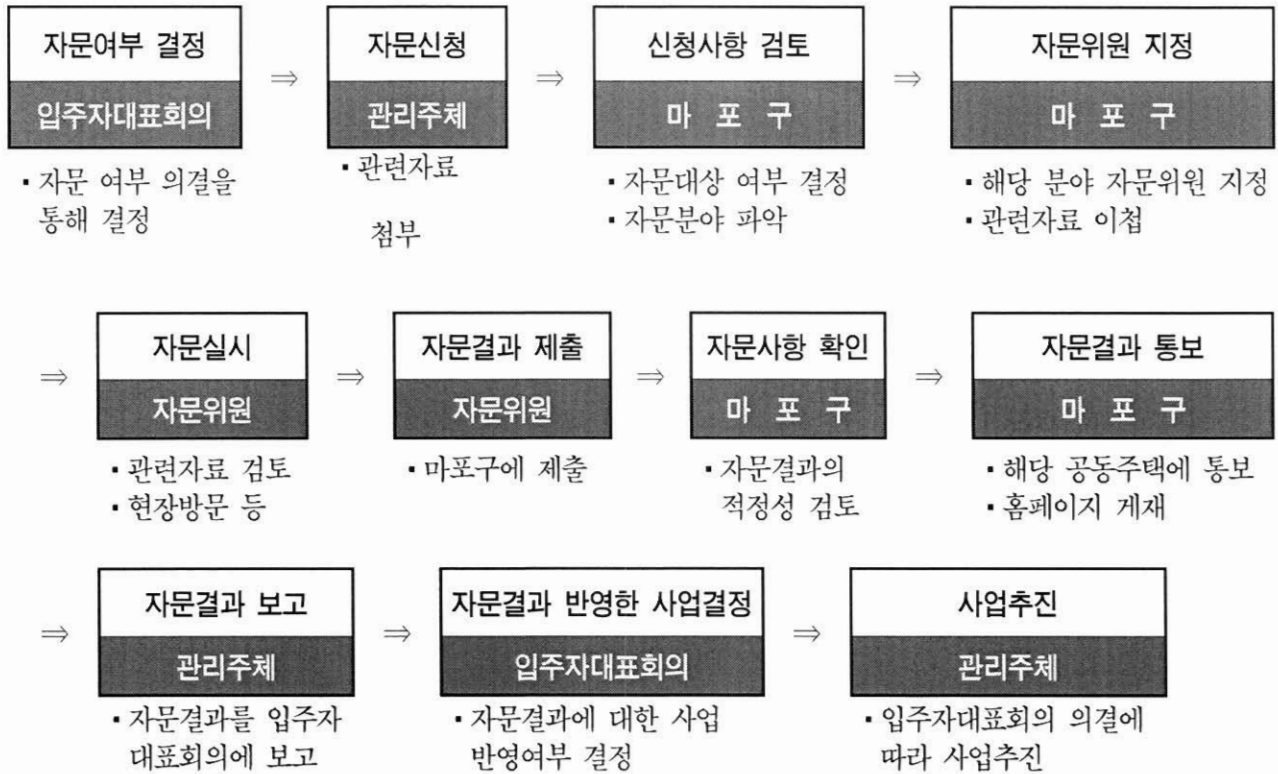 자문여부 결정 ⇒ 자문신청 ⇒ 신청사항 검토 ⇒ 자문위원 지정
입주자대표회의 관리주체 마 포 구 마 포 구
▪ 자문 여부 의결을 통해 결정
▪ 관련자료 첨부
▪ 자문대상 여부 결정
▪ 자문분야 파악
▪ 해당 분야 자문위원 지정
▪ 관련자료 이첩
⇒ 자문실시 ⇒ 자문결과 제출 ⇒ 자문사항 확인 ⇒ 자문결과 통보
자문위원 자문위원 마 포 구 마 포 구
▪ 관련자료 검토
▪ 현장방문 등
▪ 마포구에 제출
▪ 자문결과의 적정성 검토
▪ 해당 공동주택에 통보
▪ 홈페이지 게재
⇒ 자문결과 보고 ⇒ 자문결과 반영한 사업결정 ⇒ 사업추진
관리주체 입주자대표회의 관리주체
▪ 자문결과를 입주자 대표회의에 보고
▪ 자문결과에 대한 사업 반영여부 결정
▪ 입주자대표회의 의결에 따라 사업추진